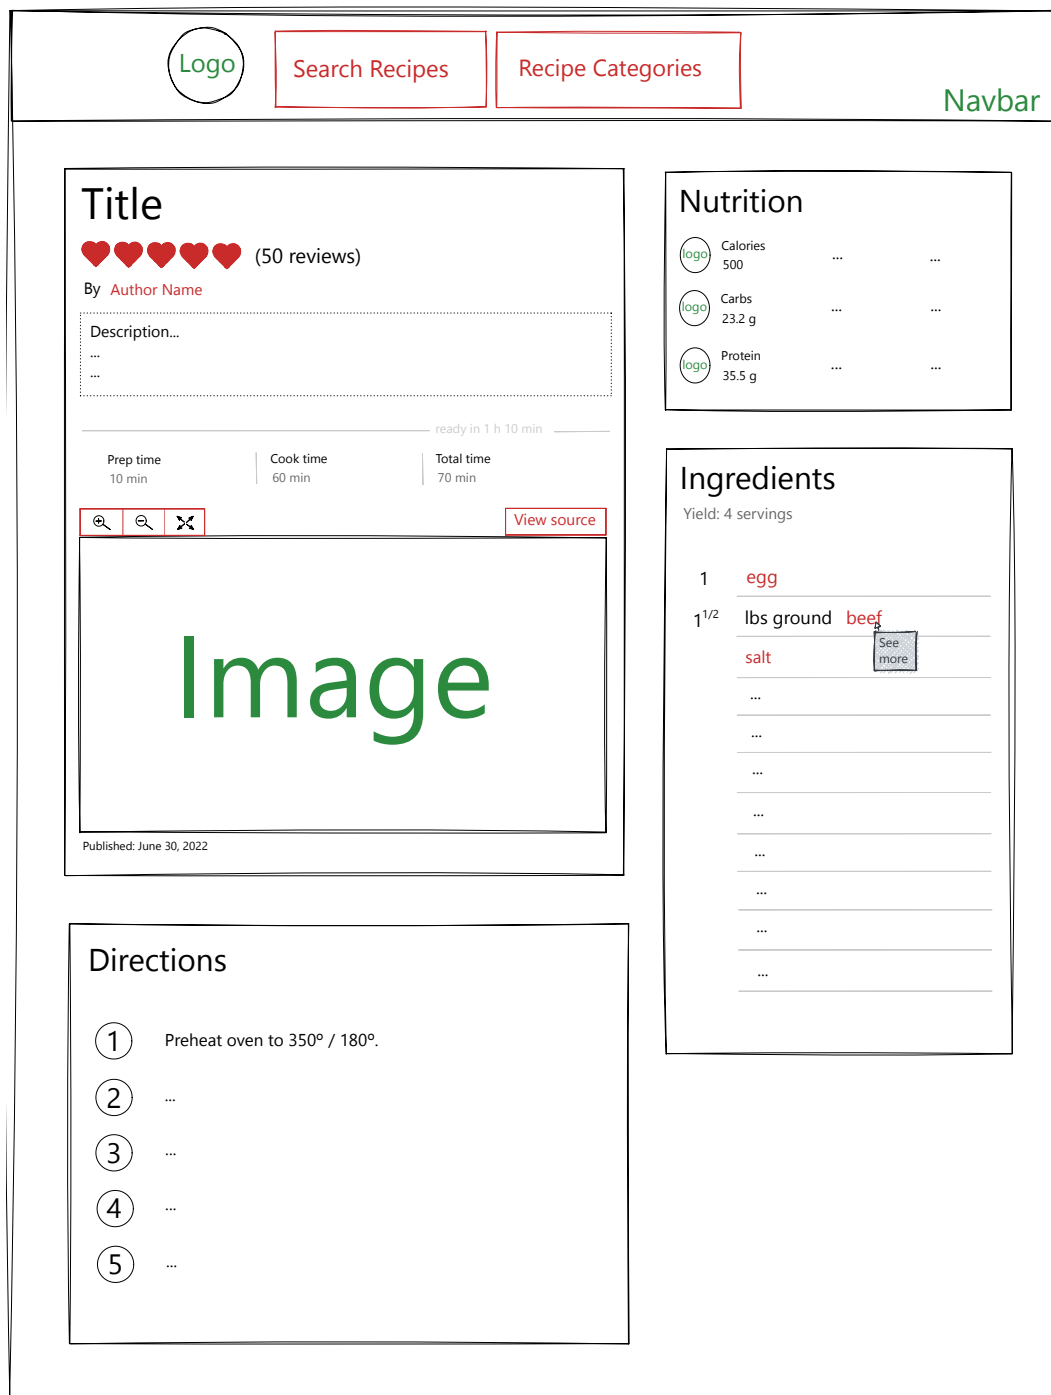 Logo
Search Recipes
Recipe Categories
Navbar
Title
(50 reviews)
By Author Name
Description...
...
...
ready in 1 h 10 min
Prep time
10 min
Cook time
60 min
Total time
70 min
View source
Image
Published: June 30, 2022
Nutrition
logo
Calories
500
...
...
logo
Carbs
23.2 g
...
...
logo
Protein
35.5 g
...
...
Ingredients
Yield: 4 servings
1 egg
1 1/2 lbs ground beef
See
more
salt
...
...
...
...
...
...
...
...
Directions
1 Preheat oven to 350º / 180º.
2 ...
3 ...
4 ...
5 ...